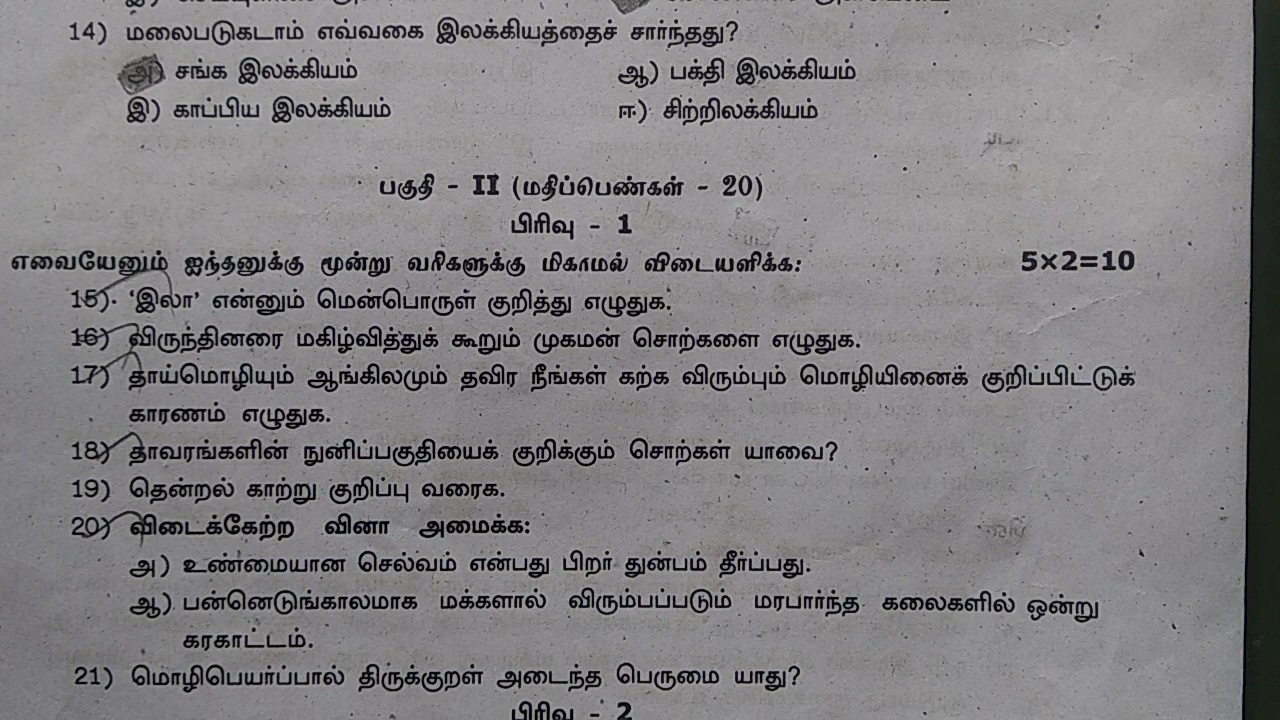 14) மலைபடுகடாம் எவ்வகை இலக்கியத்தைச் சார்ந்தது?
அ) சங்க இலக்கியம் ஆ) பக்தி இலக்கியம்
இ) காப்பிய இலக்கியம் ஈ) சிற்றிலக்கியம்
பகுதி - II (மதிப்பெண்கள் - 20)
பிரிவு - 1
எவையேனும் ஐந்தனுக்கு மூன்று வரிகளுக்கு மிகாமல் விடையளிக்க: 5×2=10
15). 'இலா' என்னும் மென்பொருள் குறித்து எழுதுக.
16) விருந்தினரை மகிழ்வித்துக் கூறும் முகமன் சொற்களை எழுதுக.
17) தாய்மொழியும் ஆங்கிலமும் தவிர நீங்கள் கற்க விரும்பும் மொழியினைக் குறிப்பிட்டுக்
காரணம் எழுதுக.
18) தாவரங்களின் நுனிப்பகுதியைக் குறிக்கும் சொற்கள் யாவை?
19) தென்றல் காற்று குறிப்பு வரைக.
20) விடைக்கேற்ற வினா அமைக்க:
அ) உண்மையான செல்வம் என்பது பிறர் துன்பம் தீர்ப்பது.
ஆ) பன்னெடுங்காலமாக மக்களால் விரும்பப்படும் மரபார்ந்த கலைகளில் ஒன்று
கரகாட்டம்.
21) மொழிபெயர்ப்பால் திருக்குறள் அடைந்த பெருமை யாது?
பிரிவு - 2